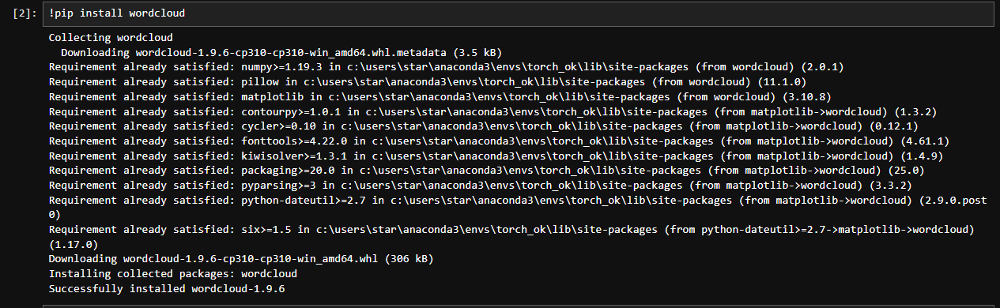 [2]: !pip install wordcloud
Collecting wordcloud
  Downloading wordcloud-1.9.6-cp310-cp310-win_amd64.whl.metadata (3.5 kB)
Requirement already satisfied: numpy>=1.19.3 in c:\users\star\anaconda3\envs\torch_ok\lib\site-packages (from wordcloud) (2.0.1)
Requirement already satisfied: pillow in c:\users\star\anaconda3\envs\torch_ok\lib\site-packages (from wordcloud) (11.1.0)
Requirement already satisfied: matplotlib in c:\users\star\anaconda3\envs\torch_ok\lib\site-packages (from wordcloud) (3.10.8)
Requirement already satisfied: contourpy>=1.0.1 in c:\users\star\anaconda3\envs\torch_ok\lib\site-packages (from matplotlib->wordcloud) (1.3.2)
Requirement already satisfied: cycler>=0.10 in c:\users\star\anaconda3\envs\torch_ok\lib\site-packages (from matplotlib->wordcloud) (0.12.1)
Requirement already satisfied: fonttools>=4.22.0 in c:\users\star\anaconda3\envs\torch_ok\lib\site-packages (from matplotlib->wordcloud) (4.61.1)
Requirement already satisfied: kiwisolver>=1.3.1 in c:\users\star\anaconda3\envs\torch_ok\lib\site-packages (from matplotlib->wordcloud) (1.4.9)
Requirement already satisfied: packaging>=20.0 in c:\users\star\anaconda3\envs\torch_ok\lib\site-packages (from matplotlib->wordcloud) (25.0)
Requirement already satisfied: pyparsing>=3 in c:\users\star\anaconda3\envs\torch_ok\lib\site-packages (from matplotlib->wordcloud) (3.3.2)
Requirement already satisfied: python-dateutil>=2.7 in c:\users\star\anaconda3\envs\torch_ok\lib\site-packages (from matplotlib->wordcloud) (2.9.0.post
0)
Requirement already satisfied: six>=1.5 in c:\users\star\anaconda3\envs\torch_ok\lib\site-packages (from python-dateutil>=2.7->matplotlib->wordcloud)
(1.17.0)
Downloading wordcloud-1.9.6-cp310-cp310-win_amd64.whl (306 kB)
Installing collected packages: wordcloud
Successfully installed wordcloud-1.9.6